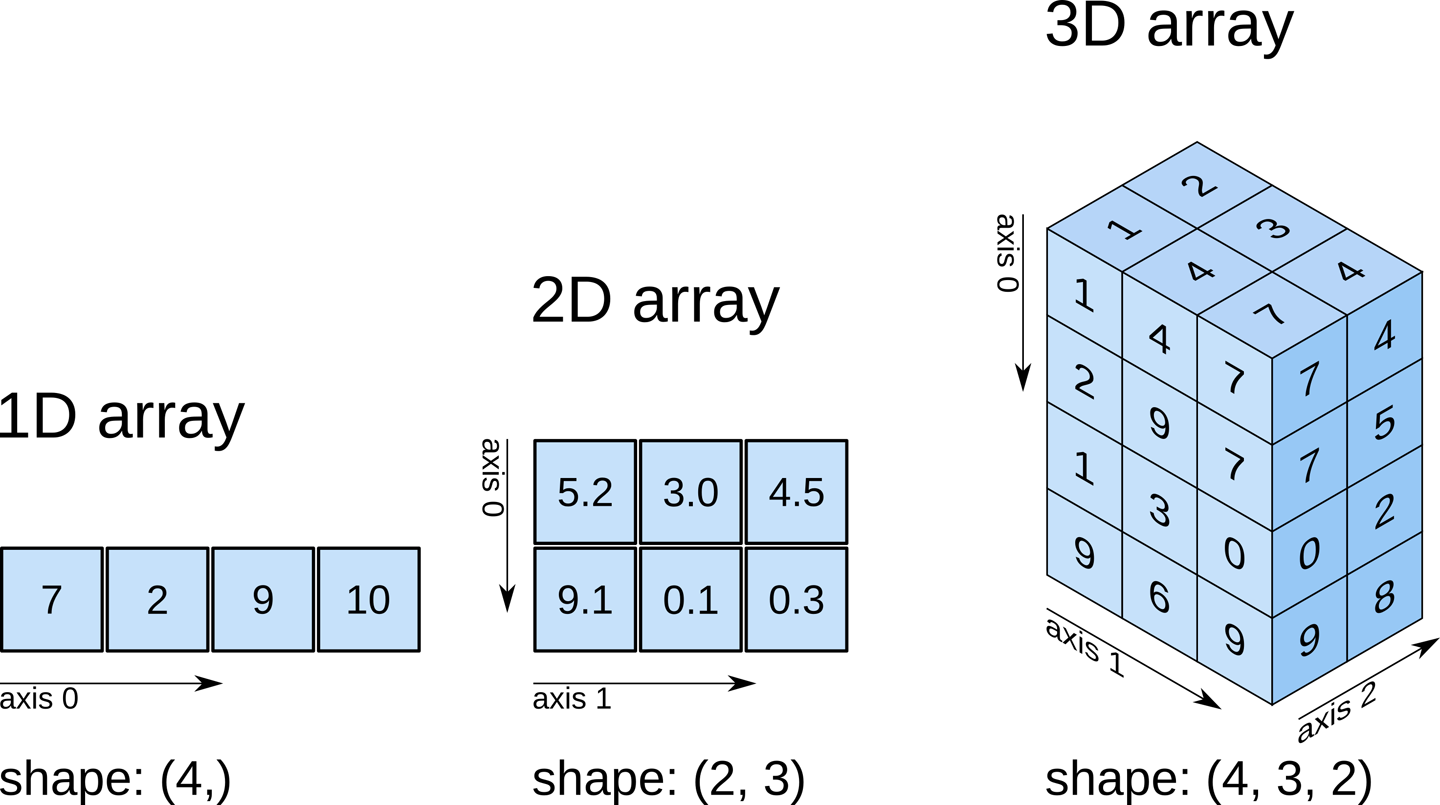 1D array
7 2 9 10
axis 0
shape: (4,)
2D array
axis 0
5.2 3.0 4.5
9.1 0.1 0.3
axis 1
shape: (2, 3)
3D array
axis 0
2
1 3
4 4
7
1 4 7
2 9 7
1 3 0
9 6 9
7 4
7 5
0 2
9 8
axis 1
axis 2
shape: (4, 3, 2)